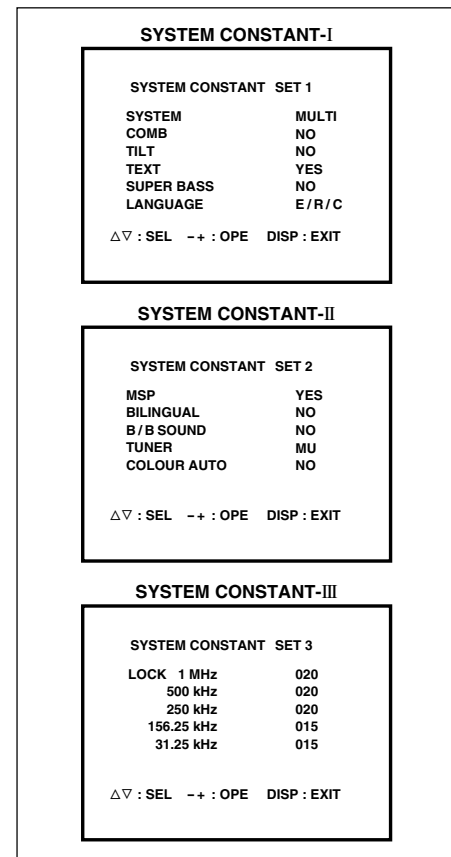 SYSTEM CONSTANT-I
SYSTEM CONSTANT SET 1
SYSTEM MULTI
COMB NO
TILT NO
TEXT YES
SUPER BASS NO
LANGUAGE E / R / C
△▽ : SEL − + : OPE DISP : EXIT
SYSTEM CONSTANT-II
SYSTEM CONSTANT SET 2
MSP YES
BILINGUAL NO
B / B SOUND NO
TUNER MU
COLOUR AUTO NO
△▽ : SEL − + : OPE DISP : EXIT
SYSTEM CONSTANT-III
SYSTEM CONSTANT SET 3
LOCK 1 MHz 020
500 kHz 020
250 kHz 020
156.25 kHz 015
31.25 kHz 015
△▽ : SEL − + : OPE DISP : EXIT